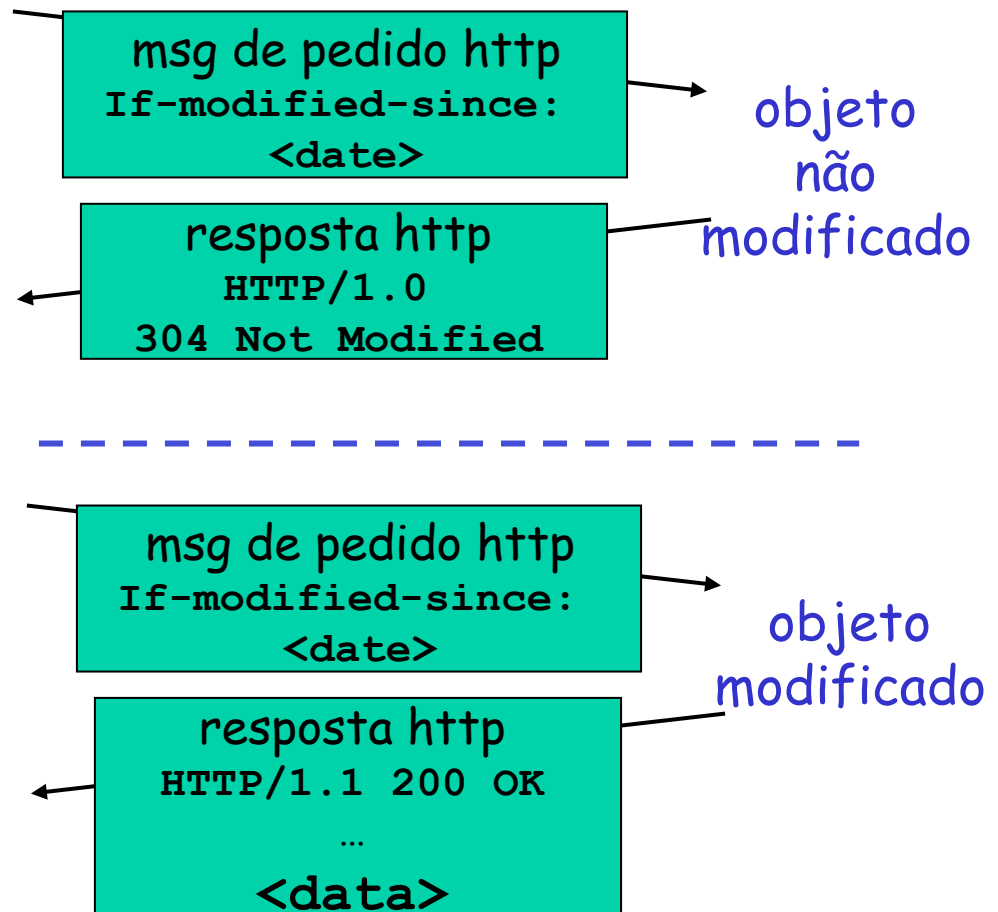 msg de pedido http
If-modified-since:
<date>
objeto
não
modificado
resposta http
HTTP/1.0
304 Not Modified
msg de pedido http
If-modified-since:
<date>
objeto
modificado
resposta http
HTTP/1.1 200 OK
…
<data>